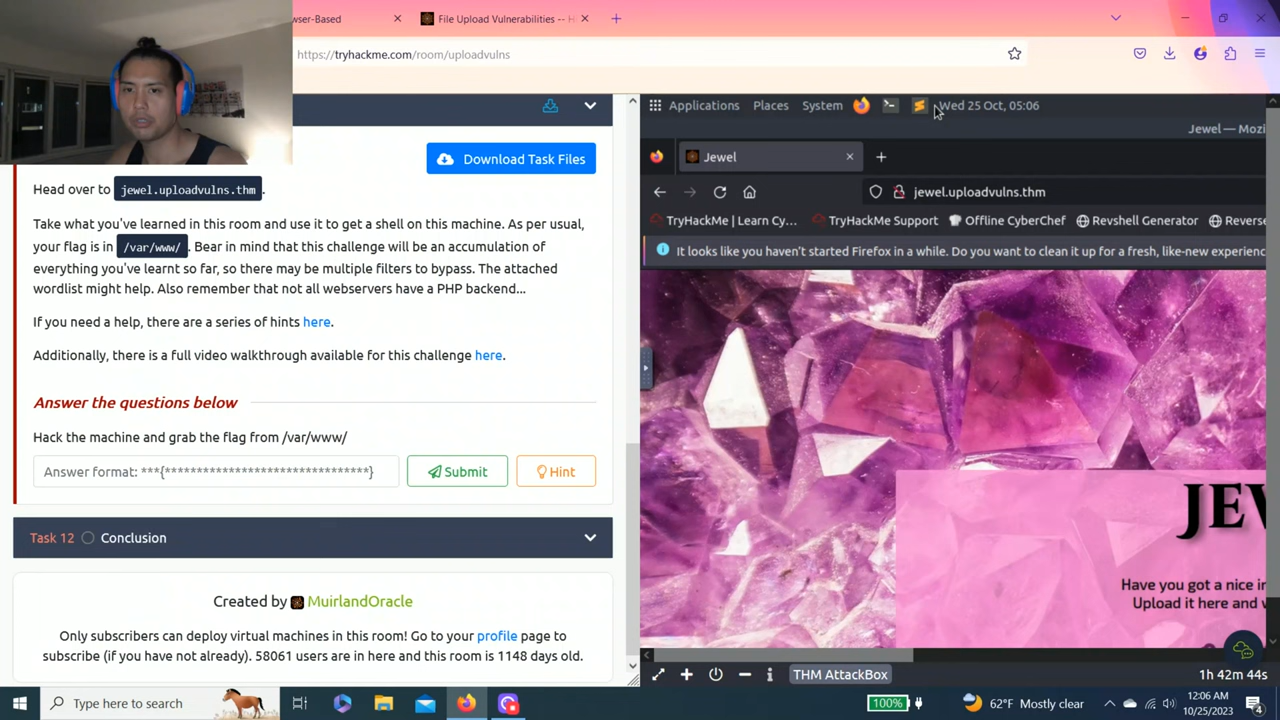 wser-Based
File Upload Vulnerabilities -- H
https://tryhackme.com/room/uploadvulns
Download Task Files
Head over to jewel.uploadvulns.thm.
Take what you've learned in this room and use it to get a shell on this machine. As per usual,
your flag is in /var/www/. Bear in mind that this challenge will be an accumulation of
everything you've learnt so far, so there may be multiple filters to bypass. The attached
wordlist might help. Also remember that not all webservers have a PHP backend...
If you need a help, there are a series of hints here.
Additionally, there is a full video walkthrough available for this challenge here.
Answer the questions below
Hack the machine and grab the flag from /var/www/
Answer format: ***{********************************}
Submit
Hint
Task 12 Conclusion
Created by MuirlandOracle
Only subscribers can deploy virtual machines in this room! Go to your profile page to
subscribe (if you have not already). 58061 users are in here and this room is 1148 days old.
Applications Places System Wed 25 Oct, 05:06
Jewel — Mozi
Jewel
jewel.uploadvulns.thm
TryHackMe | Learn Cy... TryHackMe Support Offline CyberChef Revshell Generator Reverse
It looks like you haven't started Firefox in a while. Do you want to clean it up for a fresh, like-new experienc
JEW
Have you got a nice i
Upload it here and w
THM AttackBox
1h 42m 44s
Type here to search
100%
62°F Mostly clear
12:06 AM
10/25/2023
4